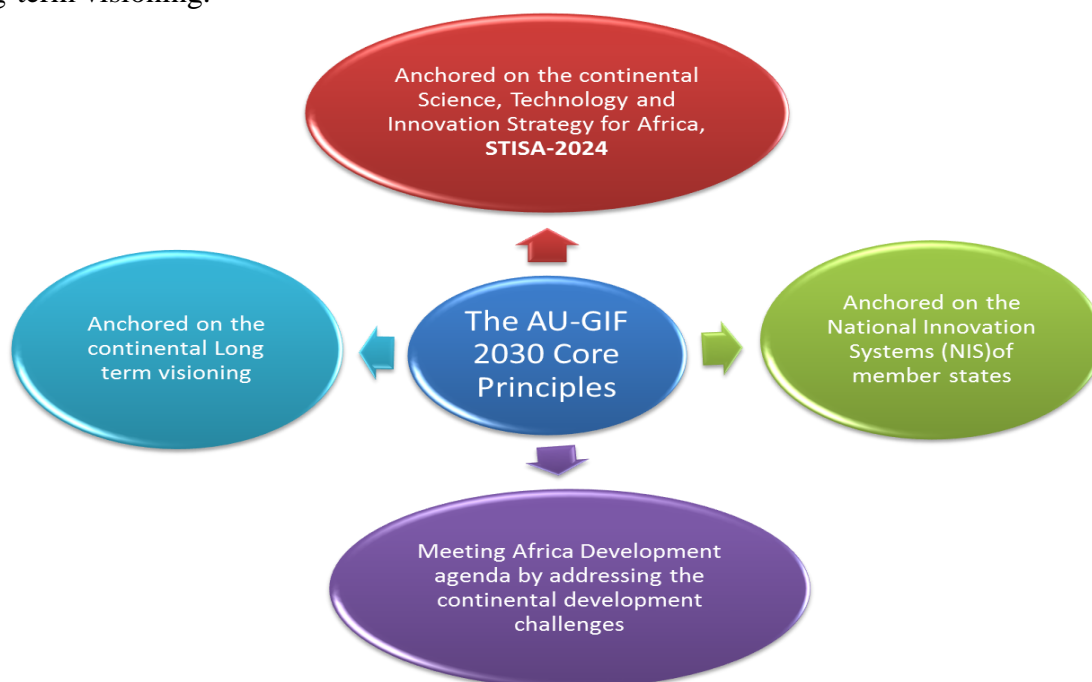 term visioning.
Anchored on the continental
Science, Technology and
Innovation Strategy for Africa,
STISA-2024
Anchored on the
continental Long
term visioning
The AU-GIF
2030 Core
Principles
Anchored on the
National Innovation
Systems (NIS)of
member states
Meeting Africa Development
agenda by addressing the
continental development
challenges